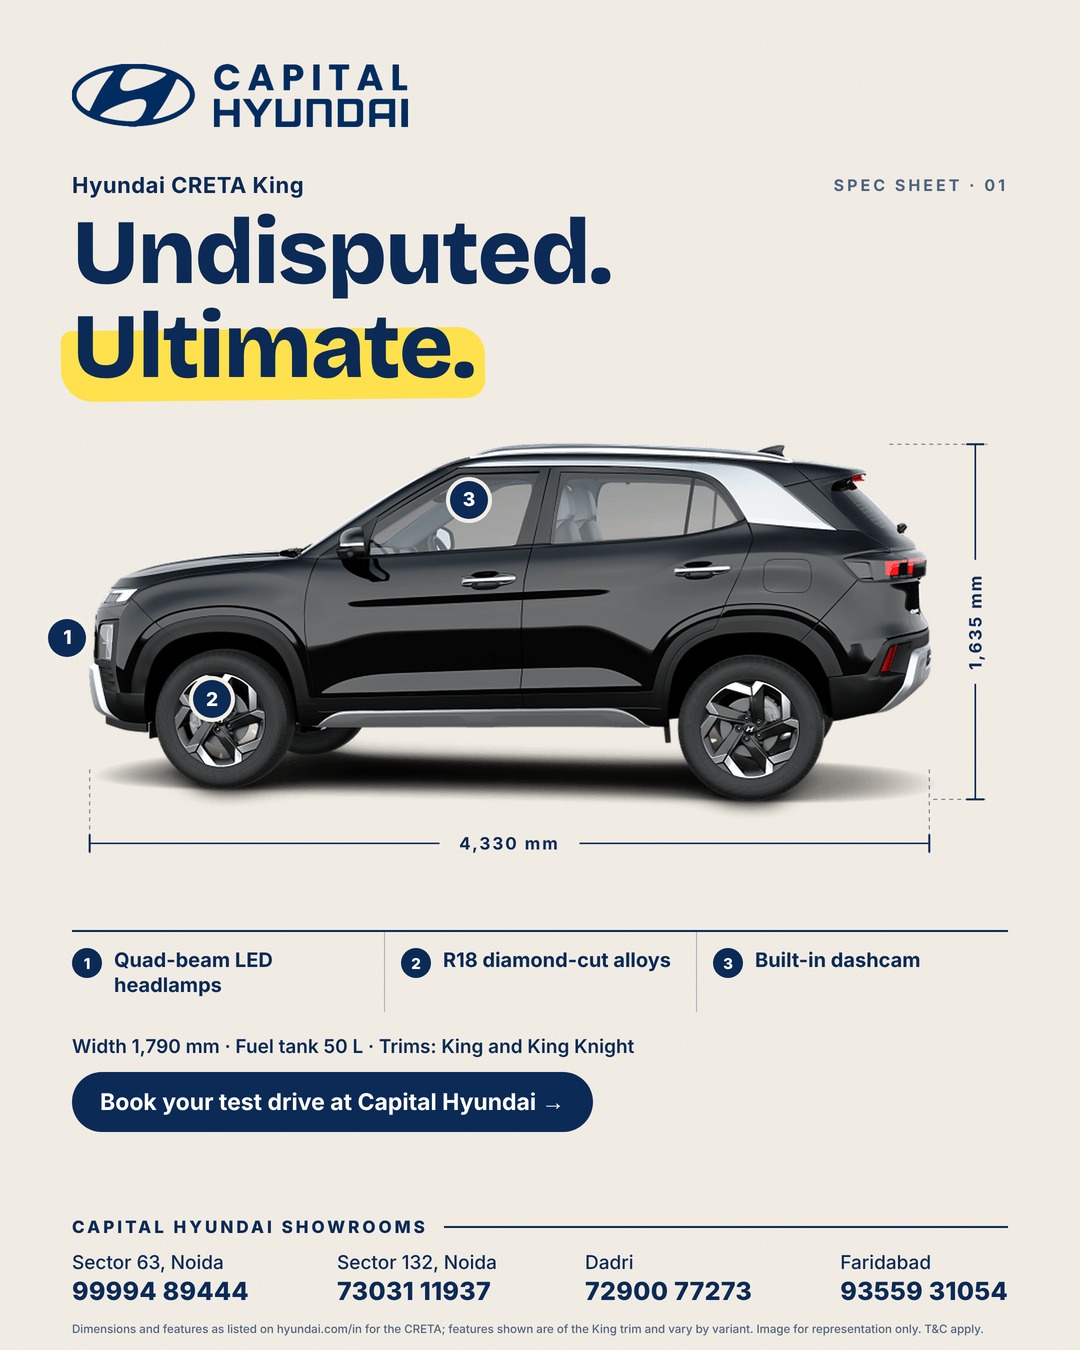 CAPITAL
HYUNDAI
Hyundai CRETA King
SPEC SHEET · 01
Undisputed.
Ultimate.
3
1
2
1,635 mm
4,330 mm
1 Quad-beam LED
headlamps
2 R18 diamond-cut alloys
3 Built-in dashcam
Width 1,790 mm · Fuel tank 50 L · Trims: King and King Knight
Book your test drive at Capital Hyundai →
CAPITAL HYUNDAI SHOWROOMS
Sector 63, Noida
99994 89444
Sector 132, Noida
73031 11937
Dadri
72900 77273
Faridabad
93559 31054
Dimensions and features as listed on hyundai.com/in for the CRETA; features shown are of the King trim and vary by variant. Image for representation only. T&C apply.